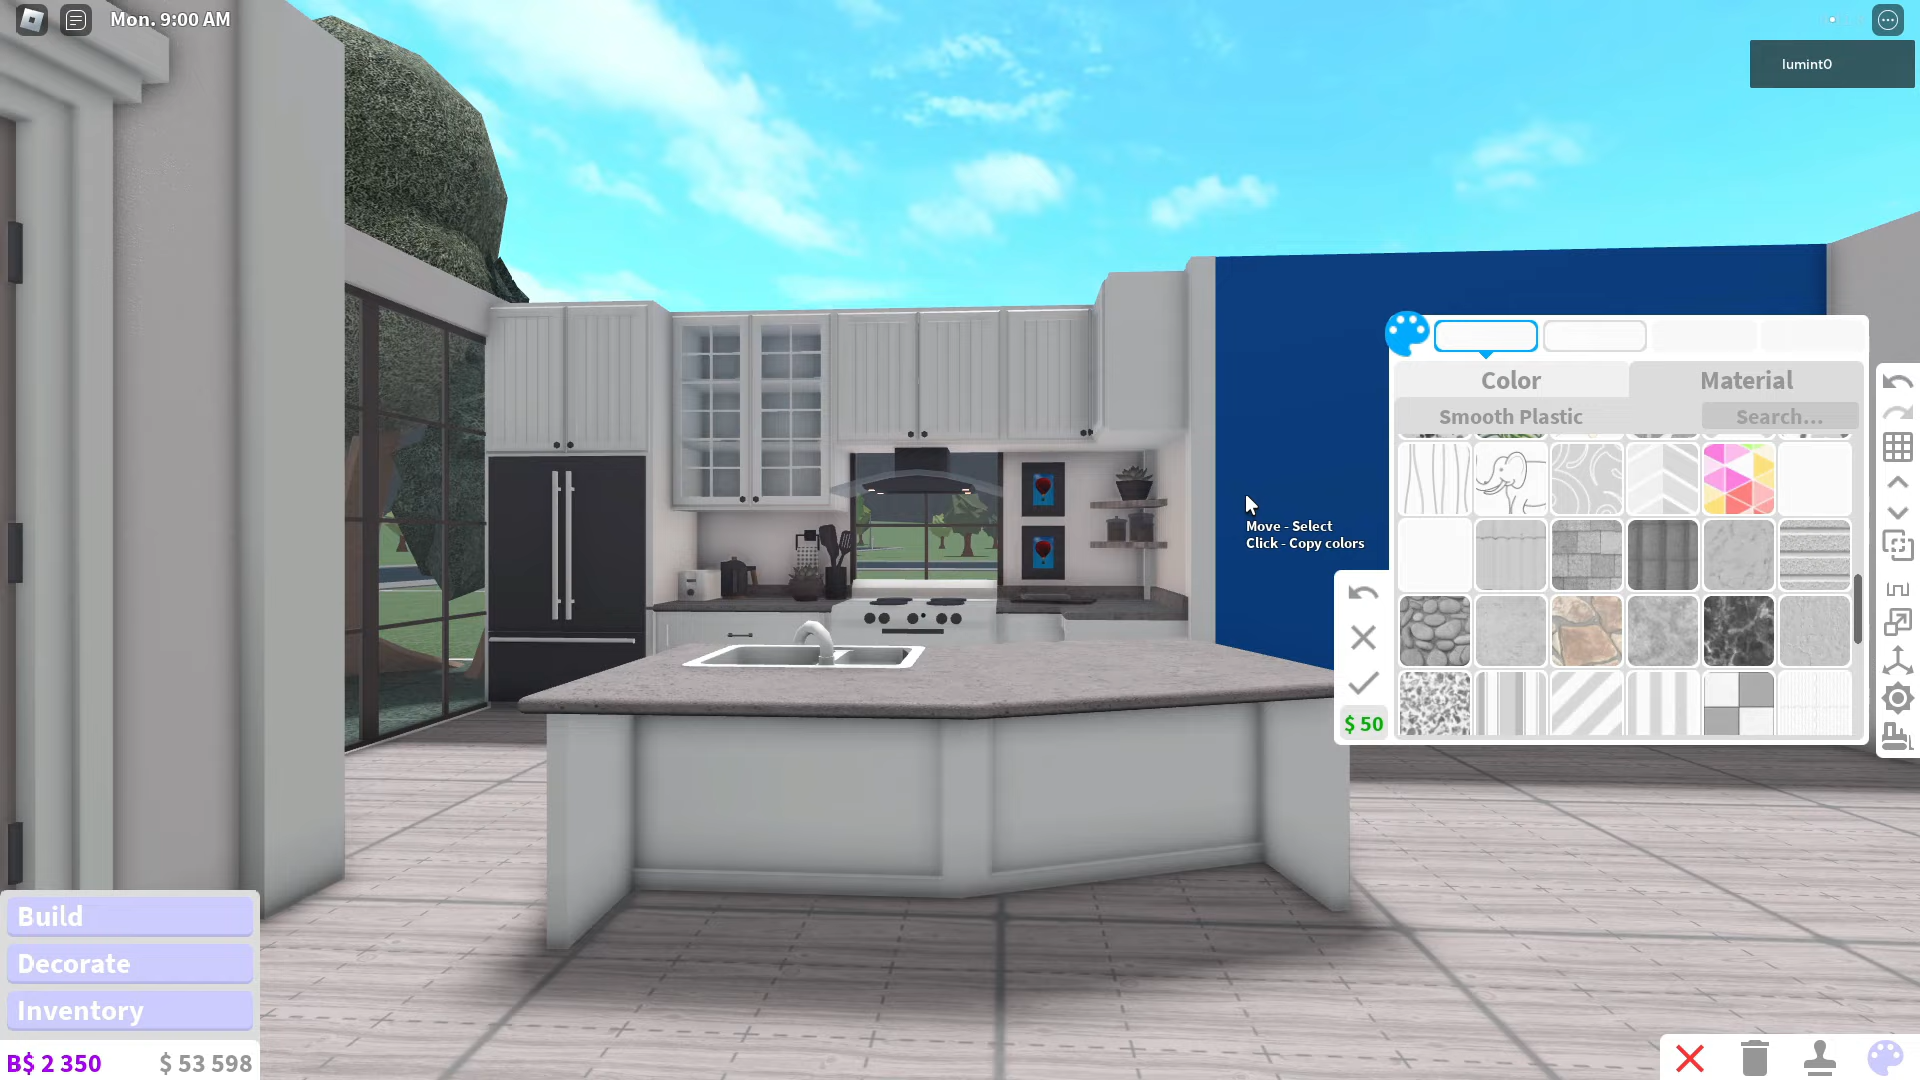 Mon. 9:00 AM
lumint0
Color
Material
Smooth Plastic
Search...
Move - Select
Click - Copy colors
$ 50
Build
Decorate
Inventory
B$ 2 350
$ 53 598